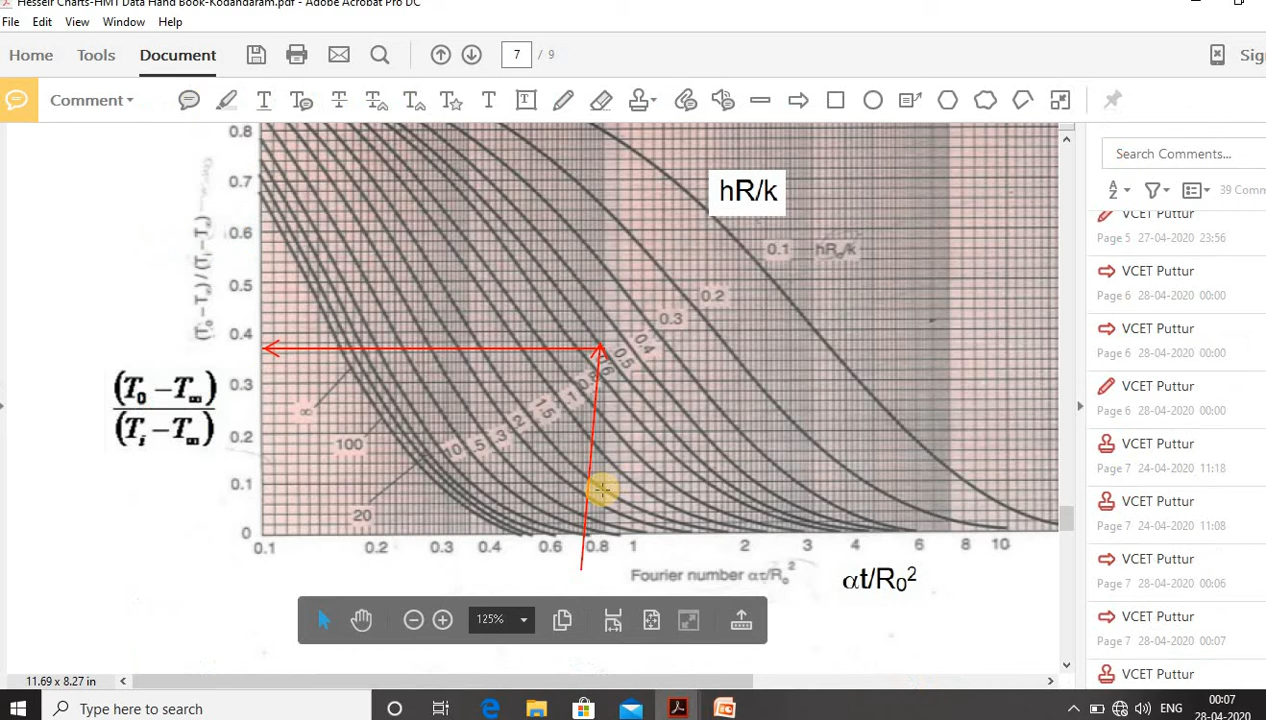 Hesselr Charts-HMT Data Hand Book-Kodandaram.pdf - Adobe Acrobat Pro DC
File Edit View Window Help
Home Tools Document 7 / 9 Sig
Comment
Search Comments...
39 Comm
VCET Puttur
Page 5 27-04-2020 23:56
VCET Puttur
Page 6 28-04-2020 00:00
VCET Puttur
Page 6 28-04-2020 00:00
VCET Puttur
Page 6 28-04-2020 00:00
VCET Puttur
Page 7 24-04-2020 11:18
VCET Puttur
Page 7 24-04-2020 11:08
VCET Puttur
Page 7 28-04-2020 00:06
VCET Puttur
Page 7 28-04-2020 00:07
VCET Puttur
0.8
0.7
0.6
0.5
0.4
0.3
0.2
0.1
0
(T₀ − T∞) / (Ti − T∞)
(T₀ − T∞)
(Ti − T∞)
hR/k
0.1 hR₀/k
0.2
0.3
0.4
0.5
0.6
0.8
1
1.5
2
3
5
10
∞
100
20
0.1 0.2 0.3 0.4 0.6 0.8 1 2 3 4 6 8 10
Fourier number αt/R₀²
αt/R₀²
125%
11.69 x 8.27 in
Type here to search
ENG
00:07
28-04-2020